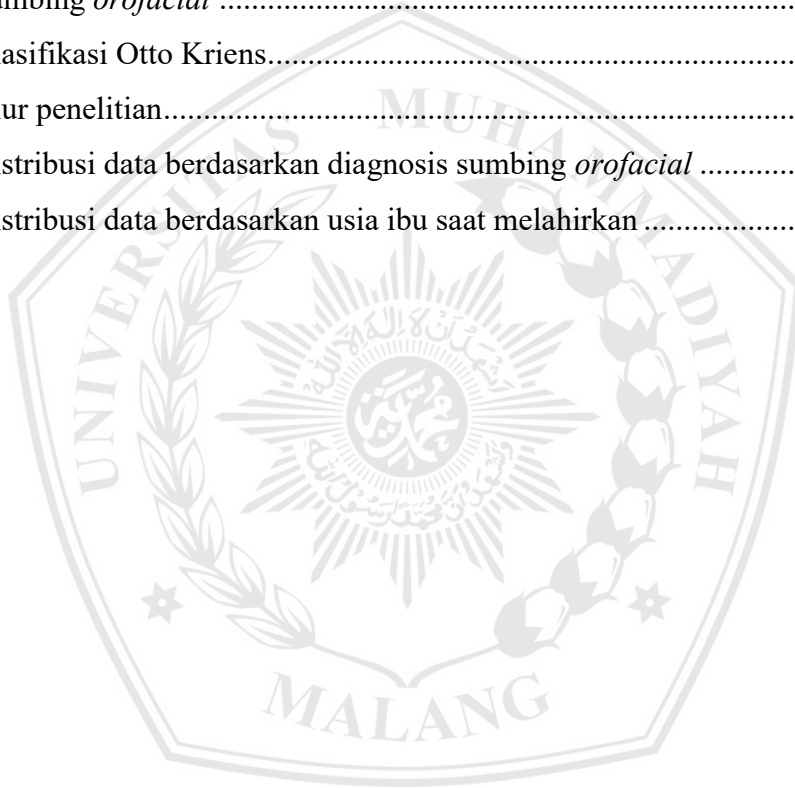 umbing orofacial ..................................................................................
asifikasi Otto Kriens............................................................................
ur penelitian.........................................................................................
stribusi data berdasarkan diagnosis sumbing orofacial ............
stribusi data berdasarkan usia ibu saat melahirkan ...................
UNIVERSITAS MUHAMMADIYAH
MALANG